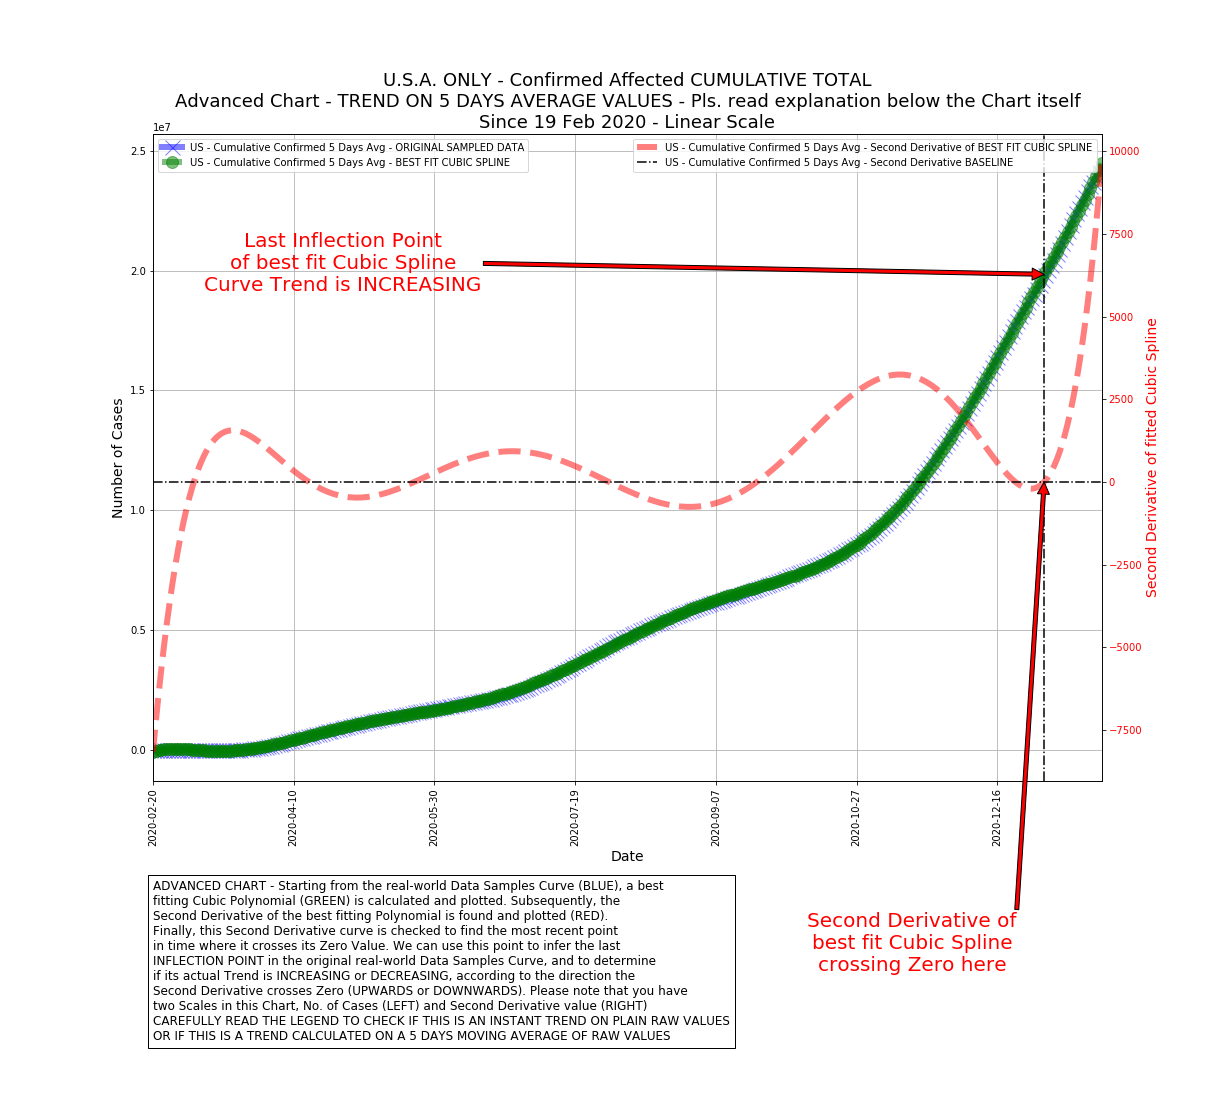 U.S.A. ONLY - Confirmed Affected CUMULATIVE TOTAL
Advanced Chart - TREND ON 5 DAYS AVERAGE VALUES - Pls. read explanation below the Chart itself
Since 19 Feb 2020 - Linear Scale
1e7
US - Cumulative Confirmed 5 Days Avg - ORIGINAL SAMPLED DATA
US - Cumulative Confirmed 5 Days Avg - BEST FIT CUBIC SPLINE
US - Cumulative Confirmed 5 Days Avg - Second Derivative of BEST FIT CUBIC SPLINE
US - Cumulative Confirmed 5 Days Avg - Second Derivative BASELINE
2.5
2.0
1.5
1.0
0.5
0.0
Number of Cases
Last Inflection Point
of best fit Cubic Spline
Curve Trend is INCREASING
10000
7500
5000
2500
0
−2500
−5000
−7500
Second Derivative of fitted Cubic Spline
2020-02-20
2020-04-10
2020-05-30
2020-07-19
2020-09-07
2020-10-27
2020-12-16
Date
ADVANCED CHART - Starting from the real-world Data Samples Curve (BLUE), a best
fitting Cubic Polynomial (GREEN) is calculated and plotted. Subsequently, the
Second Derivative of the best fitting Polynomial is found and plotted (RED).
Finally, this Second Derivative curve is checked to find the most recent point
in time where it crosses its Zero Value. We can use this point to infer the last
INFLECTION POINT in the original real-world Data Samples Curve, and to determine
if its actual Trend is INCREASING or DECREASING, according to the direction the
Second Derivative crosses Zero (UPWARDS or DOWNWARDS). Please note that you have
two Scales in this Chart, No. of Cases (LEFT) and Second Derivative value (RIGHT)
CAREFULLY READ THE LEGEND TO CHECK IF THIS IS AN INSTANT TREND ON PLAIN RAW VALUES
OR IF THIS IS A TREND CALCULATED ON A 5 DAYS MOVING AVERAGE OF RAW VALUES
Second Derivative of
best fit Cubic Spline
crossing Zero here